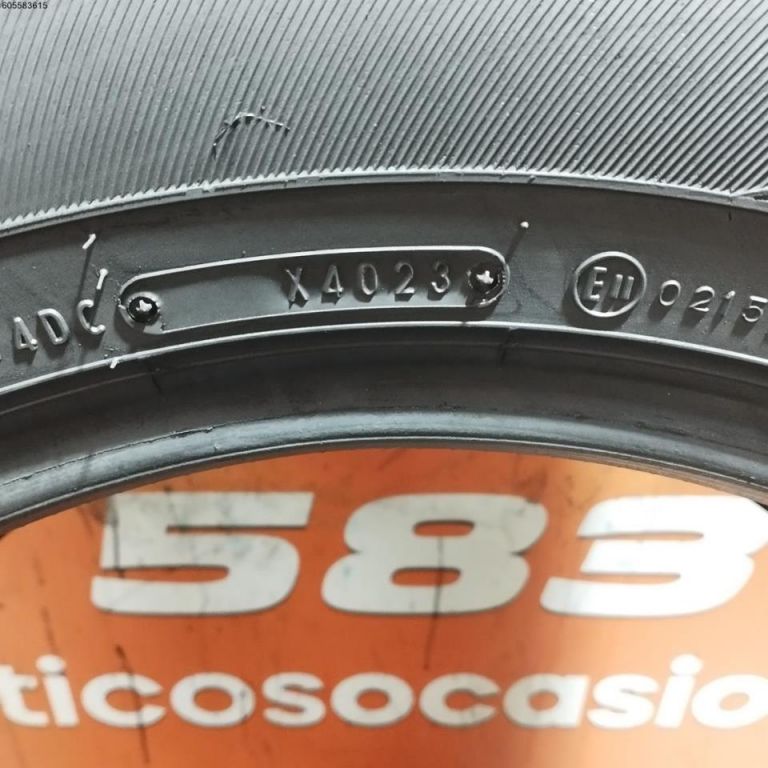 605583615
4DC X4023 E11 0215
583
ticosocasio